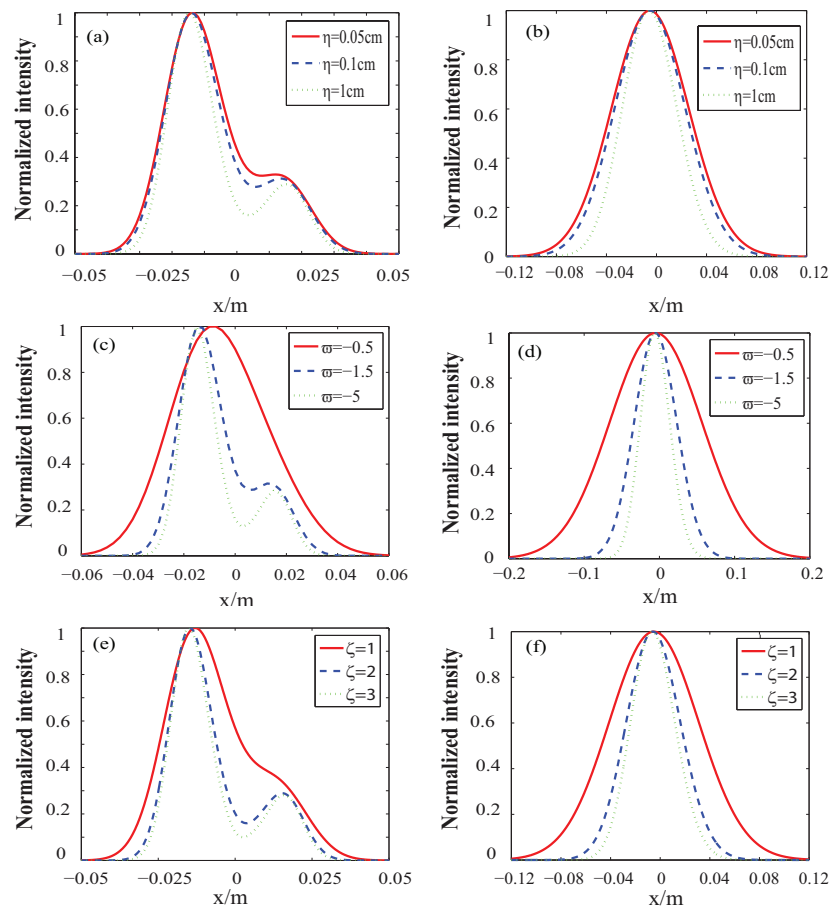 (a)
η=0.05cm
η=0.1cm
η=1cm
Normalized intensity
1
0.8
0.6
0.4
0.2
0
−0.05 −0.025 0 0.025 0.05
x/m
(b)
η=0.05cm
η=0.1cm
η=1cm
Normalized intensity
1
0.8
0.6
0.4
0.2
0
−0.12 −0.08 −0.04 0 0.04 0.08 0.12
x/m
(c)
ϖ=−0.5
ϖ=−1.5
ϖ=−5
Normalized intensity
1
0.8
0.6
0.4
0.2
0
−0.06 −0.04 −0.02 0 0.02 0.04 0.06
x/m
(d)
ϖ=−0.5
ϖ=−1.5
ϖ=−5
Normalized intensity
1
0.8
0.6
0.4
0.2
0
−0.2 −0.1 0 0.1 0.2
x/m
(e)
ζ=1
ζ=2
ζ=3
Normalized intensity
1
0.8
0.6
0.4
0.2
0
−0.05 −0.025 0 0.025 0.05
x/m
(f)
ζ=1
ζ=2
ζ=3
Normalized intensity
1
0.8
0.6
0.4
0.2
0
−0.12 −0.08 −0.04 0 0.04 0.08 0.12
x/m